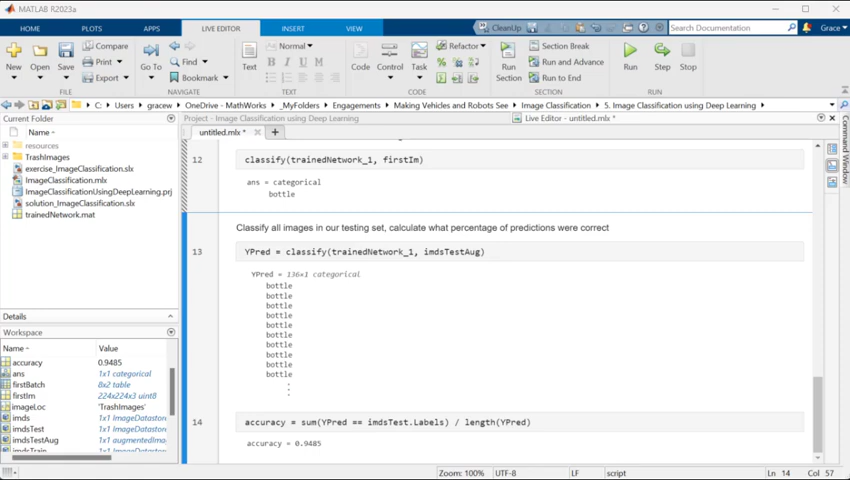 MATLAB R2023a
HOME PLOTS APPS LIVE EDITOR INSERT VIEW CleanUp Search Documentation Grace
New Open Save Compare Print Export Go To Find Bookmark Text Normal B I U M Code Control Task Refactor Run Section Section Break Run and Advance Run to End Run Step Stop
FILE NAVIGATE TEXT CODE SECTION RUN
C: Users gracew OneDrive - MathWorks _MyFolders Engagements Making Vehicles and Robots See Image Classification 5. Image Classification using Deep Learning
Current Folder Project - Image Classification using Deep Learning Live Editor - untitled.mlx *
Name untitled.mlx *
resources
TrashImages
exercise_ImageClassification.slx
ImageClassification.mlx
ImageClassificationUsingDeepLearning.prj
solution_ImageClassification.slx
trainedNetwork.mat
Details
Workspace
Name Value
accuracy 0.9485
ans 1x1 categorical
firstBatch 8x2 table
firstIm 224x224x3 uint8
imageLoc 'TrashImages'
imds 1x1 ImageDatastor
imdsTest 1x1 ImageDatastor
imdsTestAug 1x1 augmentedIma
imdsTrain 1x1 ImageDatastor
12 classify(trainedNetwork_1, firstIm)
ans = categorical
bottle
Classify all images in our testing set, calculate what percentage of predictions were correct
13 YPred = classify(trainedNetwork_1, imdsTestAug)
YPred = 136×1 categorical
bottle
bottle
bottle
bottle
bottle
bottle
bottle
bottle
bottle
bottle
14 accuracy = sum(YPred == imdsTest.Labels) / length(YPred)
accuracy = 0.9485
Command Window
Zoom: 100% UTF-8 LF script Ln 14 Col 57